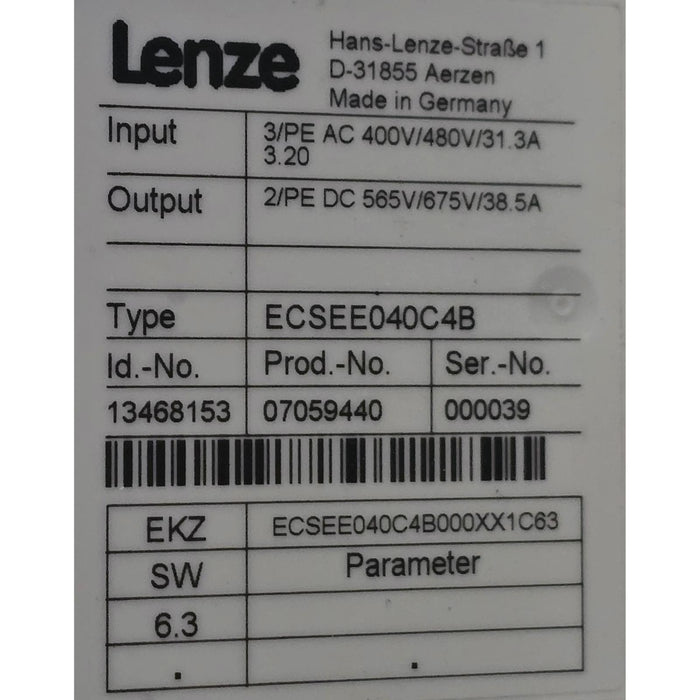 Lenze
Hans-Lenze-Straße 1
D-31855 Aerzen
Made in Germany
Input 3/PE AC 400V/480V/31.3A
3.20
Output 2/PE DC 565V/675V/38.5A
Type ECSEE040C4B
Id.-No. Prod.-No. Ser.-No.
13468153 07059440 000039
EKZ ECSEE040C4B000XX1C63
SW Parameter
6.3
. .